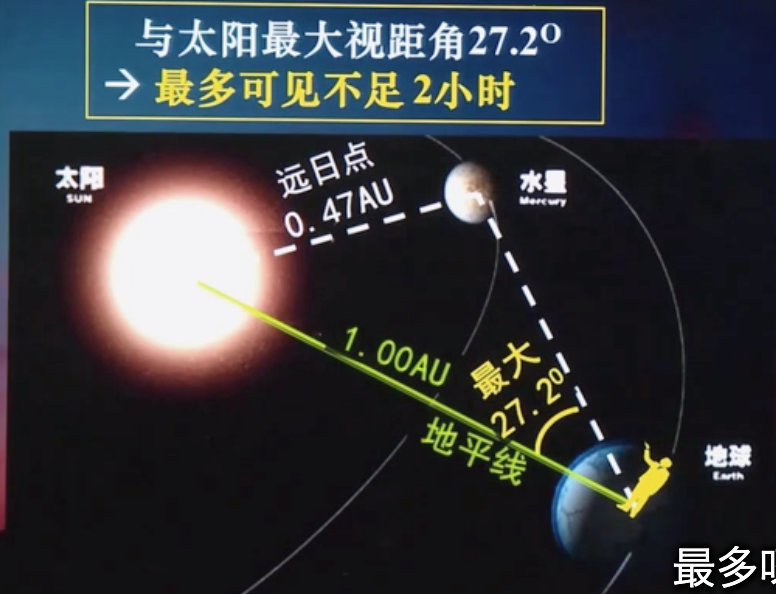 与太阳最大视距角27.2⁰
→ 最多可见不足2小时
太阳
SUN
远日点
0.47AU
水星
Mercury
1.00AU
最大
27.2⁰
地平线
地球
Earth
最多